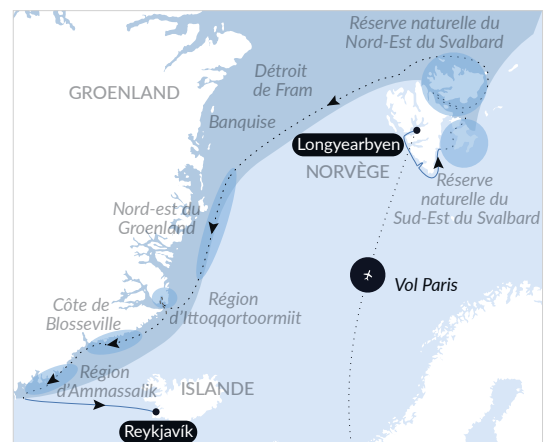 Réserve naturelle du
Nord-Est du Svalbard
Détroit
de Fram
GROENLAND
Banquise
Longyearbyen
NORVÈGE
Réserve
naturelle du
Sud-Est du Svalbard
Nord-est du
Groenland
Vol Paris
Région
d'Ittoqqortoormiit
Côte de
Blosseville
Région
d'Ammassalik
ISLANDE
Reykjavík